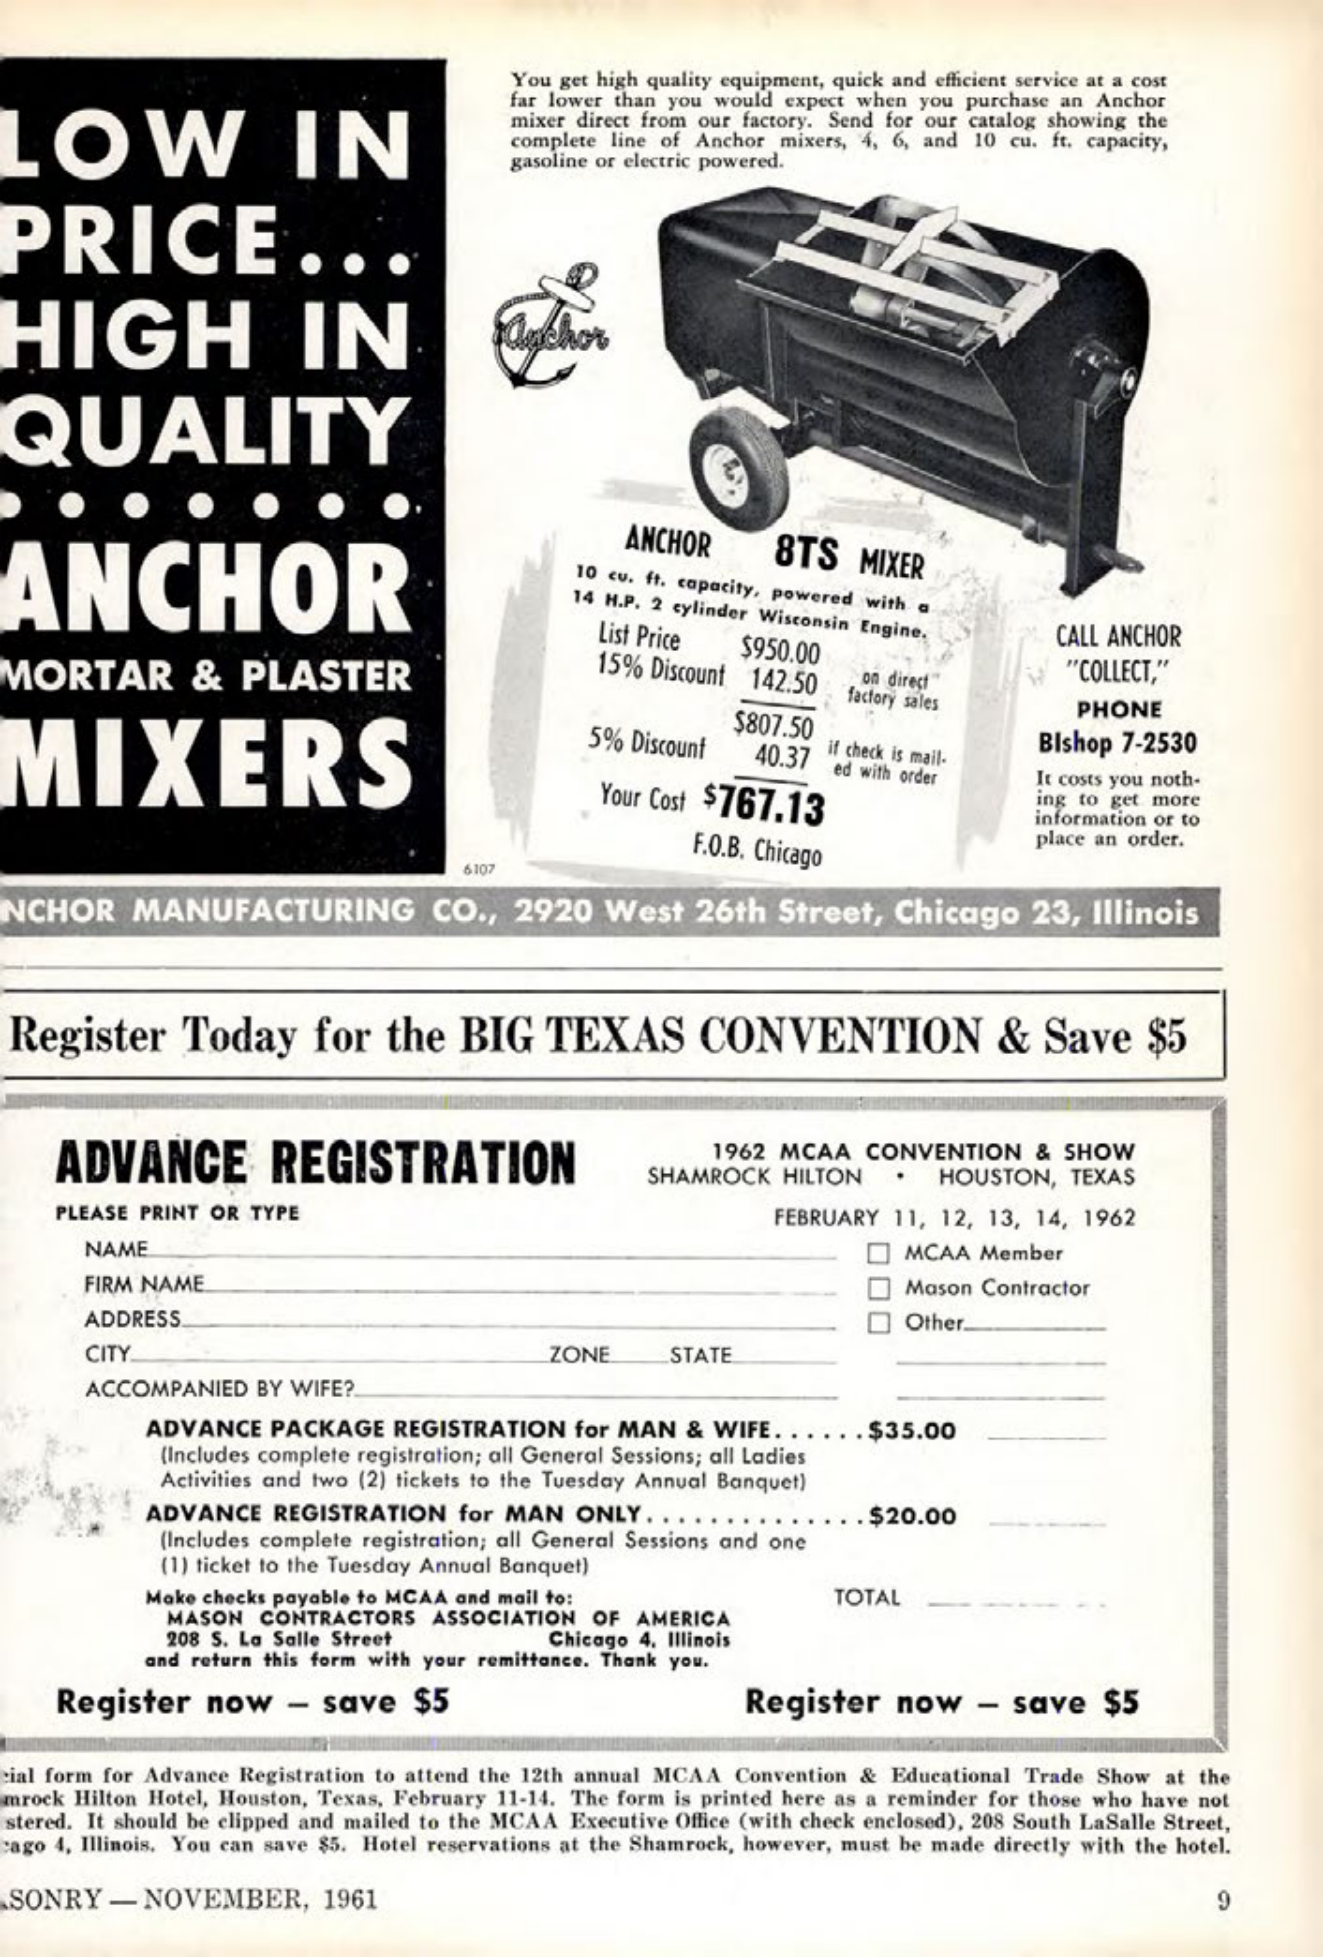 LOW IN
PRICE...
HIGH IN
QUALITY
.......
ANCHOR
MORTAR & PLASTER
MIXERS
You get high quality equipment, quick and efficient service at a cost
far lower than you would expect when you purchase an Anchor
mixer direct from our factory. Send for our catalog showing the
complete line of Anchor mixers, 4, 6, and 10 cu. ft. capacity,
gasoline or electric powered.
Anchor
ANCHOR 8TS MIXER
10 cu. ft. capacity, powered with a
14 H.P. 2 cylinder Wisconsin Engine.
List Price $950.00
15% Discount 142.50 on direct
factory sales
$807.50
5% Discount 40.37 if check is mail-
ed with order
Your Cost $767.13
F.O.B. Chicago
CALL ANCHOR
"COLLECT,"
PHONE
BIshop 7-2530
It costs you noth-
ing to get more
information or to
place an order.
6107
NCHOR MANUFACTURING CO., 2920 West 26th Street, Chicago 23, Illinois
Register Today for the BIG TEXAS CONVENTION & Save $5
ADVANCE REGISTRATION
1962 MCAA CONVENTION & SHOW
SHAMROCK HILTON • HOUSTON, TEXAS
PLEASE PRINT OR TYPE
FEBRUARY 11, 12, 13, 14, 1962
NAME
MCAA Member
FIRM NAME
Mason Contractor
ADDRESS
Other
CITY ZONE STATE
ACCOMPANIED BY WIFE?
ADVANCE PACKAGE REGISTRATION for MAN & WIFE......$35.00
(Includes complete registration; all General Sessions; all Ladies
Activities and two (2) tickets to the Tuesday Annual Banquet)
ADVANCE REGISTRATION for MAN ONLY..............$20.00
(Includes complete registration; all General Sessions and one
(1) ticket to the Tuesday Annual Banquet)
Make checks payable to MCAA and mail to:
TOTAL
MASON CONTRACTORS ASSOCIATION OF AMERICA
208 S. La Salle Street Chicago 4, Illinois
and return this form with your remittance. Thank you.
Register now — save $5 Register now — save $5
cial form for Advance Registration to attend the 12th annual MCAA Convention & Educational Trade Show at the
mrock Hilton Hotel, Houston, Texas, February 11-14. The form is printed here as a reminder for those who have not
stered. It should be clipped and mailed to the MCAA Executive Office (with check enclosed), 208 South LaSalle Street,
cago 4, Illinois. You can save $5. Hotel reservations at the Shamrock, however, must be made directly with the hotel.
ASONRY — NOVEMBER, 1961 9